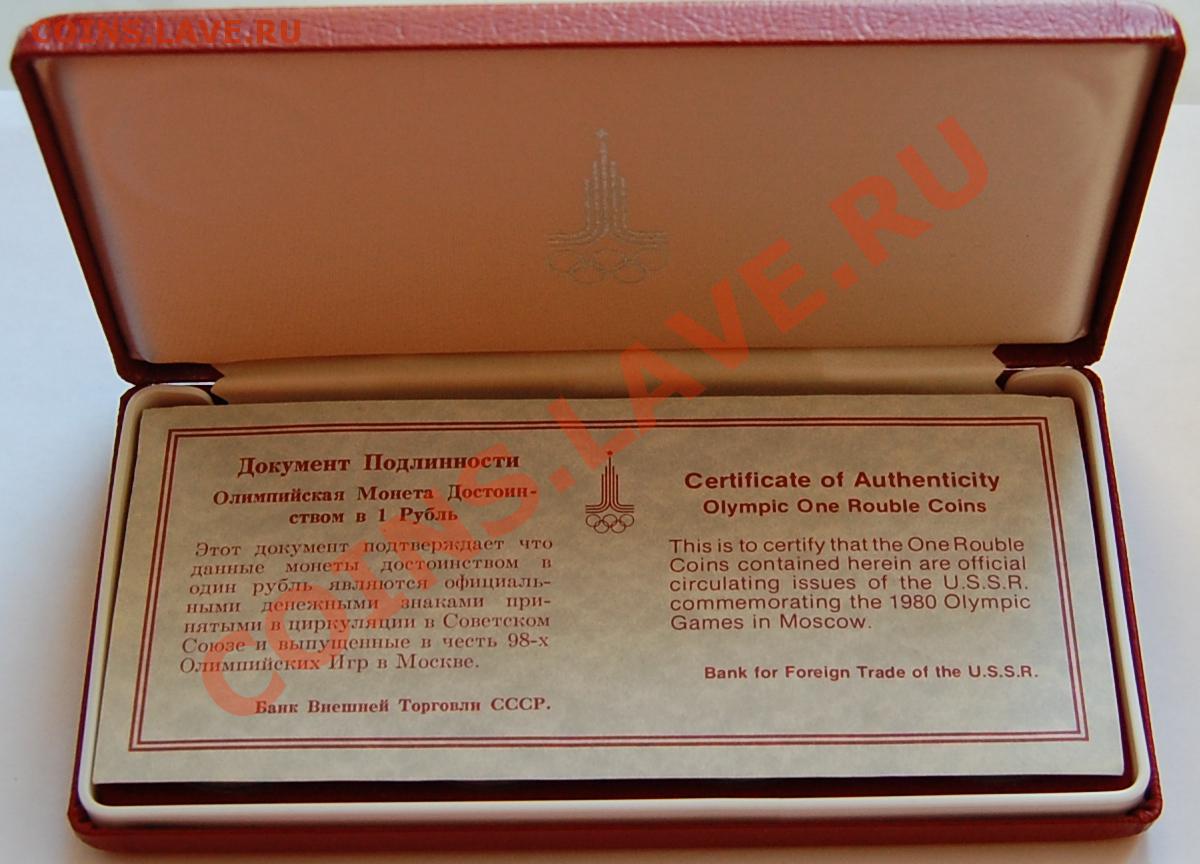 COINS.LAVE.RU
COINS.LAVE.RU
Документ Подлинности
Олимпийская Монета Достоин-
ством в 1 Рубль
Этот документ подтверждает что
данные монеты достоинством в
один рубль являются официаль-
ными денежными знаками при-
нятыми в циркуляции в Советском
Союзе и выпущенные в честь 98-х
Олимпийских Игр в Москве.
Банк Внешней Торговли СССР.
Certificate of Authenticity
Olympic One Rouble Coins
This is to certify that the One Rouble
Coins contained herein are official
circulating issues of the U.S.S.R.
commemorating the 1980 Olympic
Games in Moscow.
Bank for Foreign Trade of the U.S.S.R.